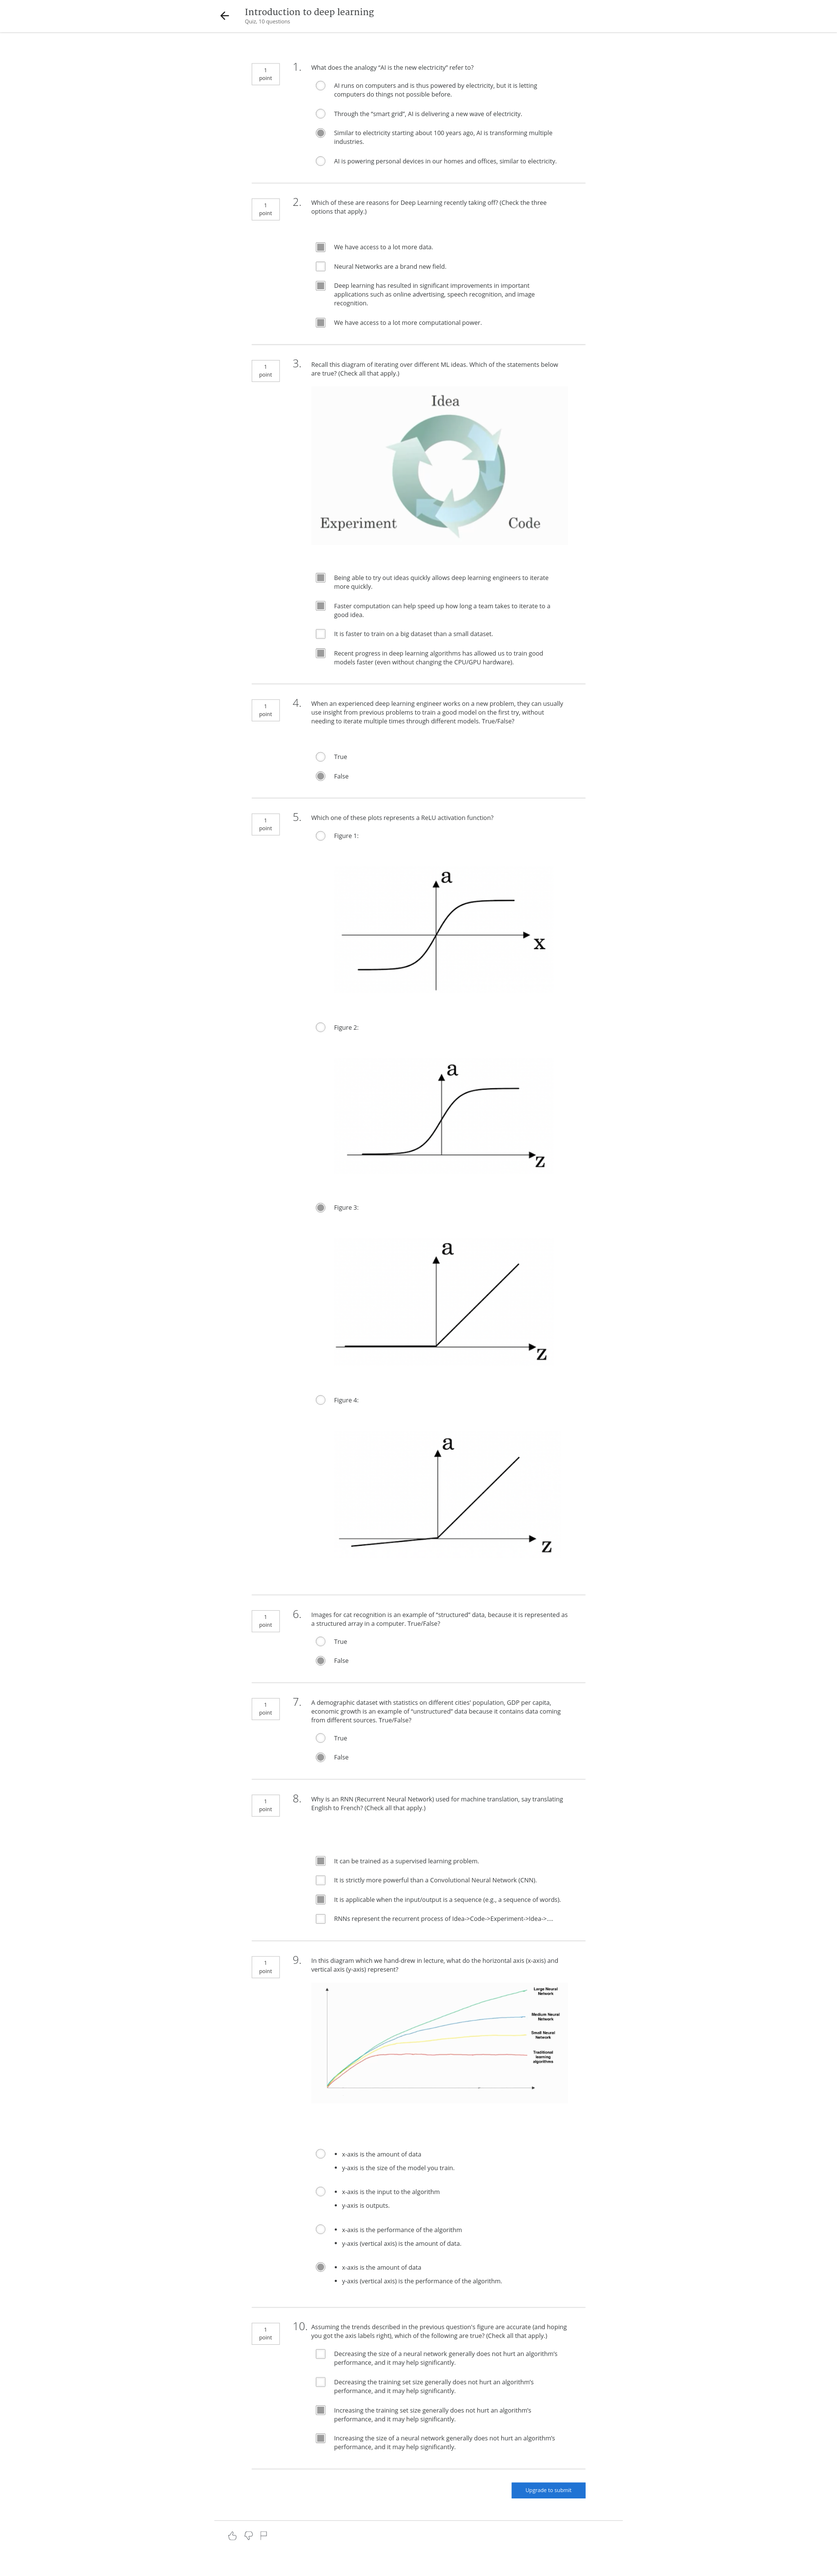 Introduction to deep learning
Quiz, 10 questions
1
point
1.
What does the analogy “AI is the new electricity” refer to?
AI runs on computers and is thus powered by electricity, but it is letting
computers do things not possible before.
Through the “smart grid”, AI is delivering a new wave of electricity.
Similar to electricity starting about 100 years ago, AI is transforming multiple
industries.
AI is powering personal devices in our homes and offices, similar to electricity.
1
point
2.
Which of these are reasons for Deep Learning recently taking off? (Check the three
options that apply.)
We have access to a lot more data.
Neural Networks are a brand new field.
Deep learning has resulted in significant improvements in important
applications such as online advertising, speech recognition, and image
recognition.
We have access to a lot more computational power.
1
point
3.
Recall this diagram of iterating over different ML ideas. Which of the statements below
are true? (Check all that apply.)
Idea
Experiment
Code
Being able to try out ideas quickly allows deep learning engineers to iterate
more quickly.
Faster computation can help speed up how long a team takes to iterate to a
good idea.
It is faster to train on a big dataset than a small dataset.
Recent progress in deep learning algorithms has allowed us to train good
models faster (even without changing the CPU/GPU hardware).
1
point
4.
When an experienced deep learning engineer works on a new problem, they can usually
use insight from previous problems to train a good model on the first try, without
needing to iterate multiple times through different models. True/False?
True
False
1
point
5.
Which one of these plots represents a ReLU activation function?
Figure 1:
a
x
Figure 2:
a
z
Figure 3:
a
z
Figure 4:
a
z
1
point
6.
Images for cat recognition is an example of “structured” data, because it is represented as
a structured array in a computer. True/False?
True
False
1
point
7.
A demographic dataset with statistics on different cities' population, GDP per capita,
economic growth is an example of “unstructured” data because it contains data coming
from different sources. True/False?
True
False
1
point
8.
Why is an RNN (Recurrent Neural Network) used for machine translation, say translating
English to French? (Check all that apply.)
It can be trained as a supervised learning problem.
It is strictly more powerful than a Convolutional Neural Network (CNN).
It is applicable when the input/output is a sequence (e.g., a sequence of words).
RNNs represent the recurrent process of Idea->Code->Experiment->Idea->....
1
point
9.
In this diagram which we hand-drew in lecture, what do the horizontal axis (x-axis) and
vertical axis (y-axis) represent?
Large Neural
Network
Medium Neural
Network
Small Neural
Network
Traditional
learning
algorithms
• x-axis is the amount of data
• y-axis is the size of the model you train.
• x-axis is the input to the algorithm
• y-axis is outputs.
• x-axis is the performance of the algorithm
• y-axis (vertical axis) is the amount of data.
• x-axis is the amount of data
• y-axis (vertical axis) is the performance of the algorithm.
1
point
10.
Assuming the trends described in the previous question's figure are accurate (and hoping
you got the axis labels right), which of the following are true? (Check all that apply.)
Decreasing the size of a neural network generally does not hurt an algorithm’s
performance, and it may help significantly.
Decreasing the training set size generally does not hurt an algorithm’s
performance, and it may help significantly.
Increasing the training set size generally does not hurt an algorithm’s
performance, and it may help significantly.
Increasing the size of a neural network generally does not hurt an algorithm’s
performance, and it may help significantly.
Upgrade to submit